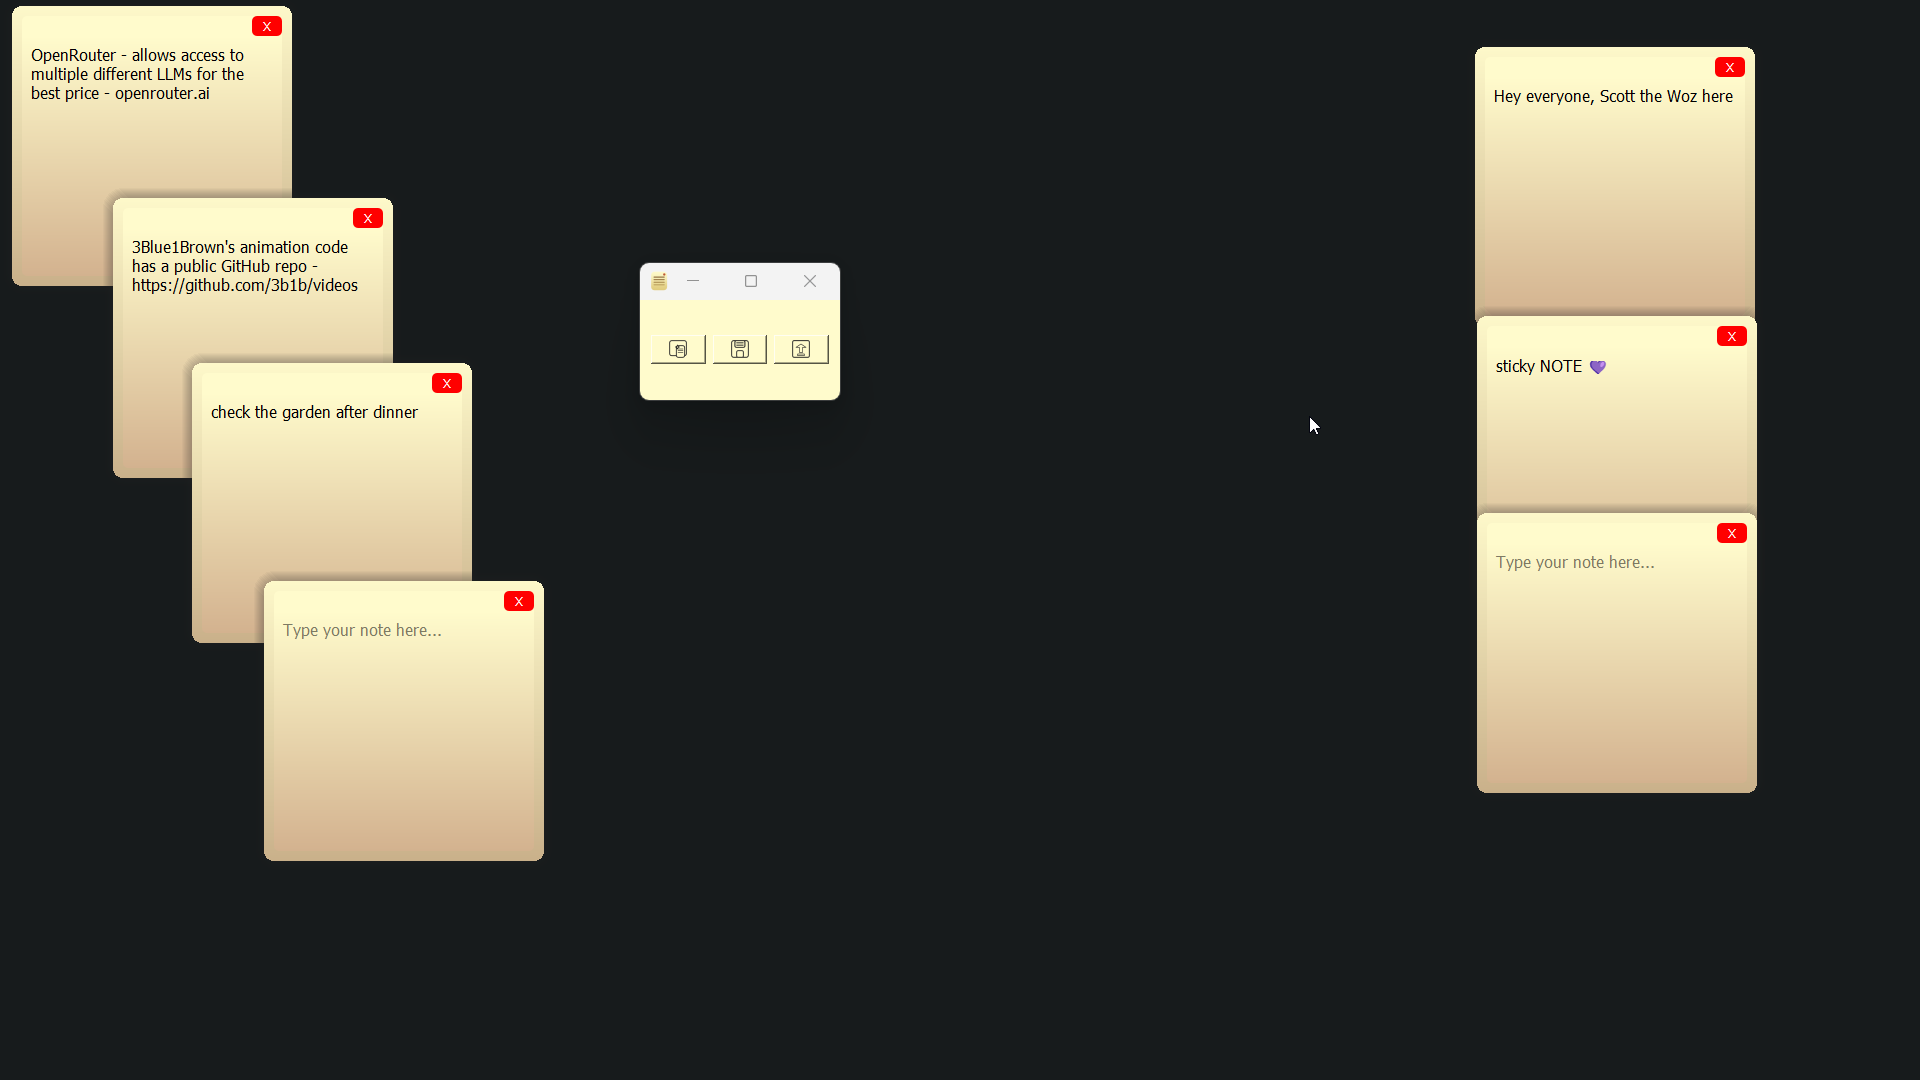 X
OpenRouter - allows access to
multiple different LLMs for the
best price - openrouter.ai
X
3Blue1Brown's animation code
has a public GitHub repo -
https://github.com/3b1b/videos
X
check the garden after dinner
X
Type your note here...
X
Hey everyone, Scott the Woz here
X
sticky NOTE 💜
X
Type your note here...